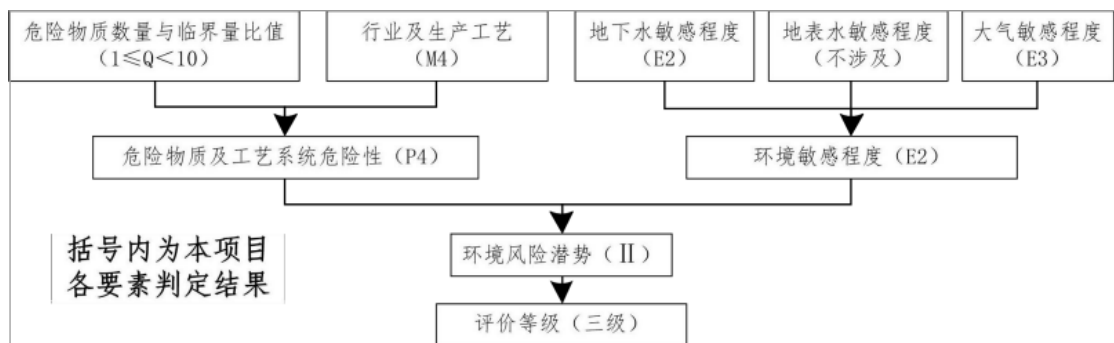 危险物质数量与临界量比值
（1≤Q＜10）
行业及生产工艺
（M4）
地下水敏感程度
（E2）
地表水敏感程度
（不涉及）
大气敏感程度
（E3）
危险物质及工艺系统危险性（P4）
环境敏感程度（E2）
环境风险潜势（Ⅱ）
评价等级（三级）
括号内为本项目
各要素判定结果